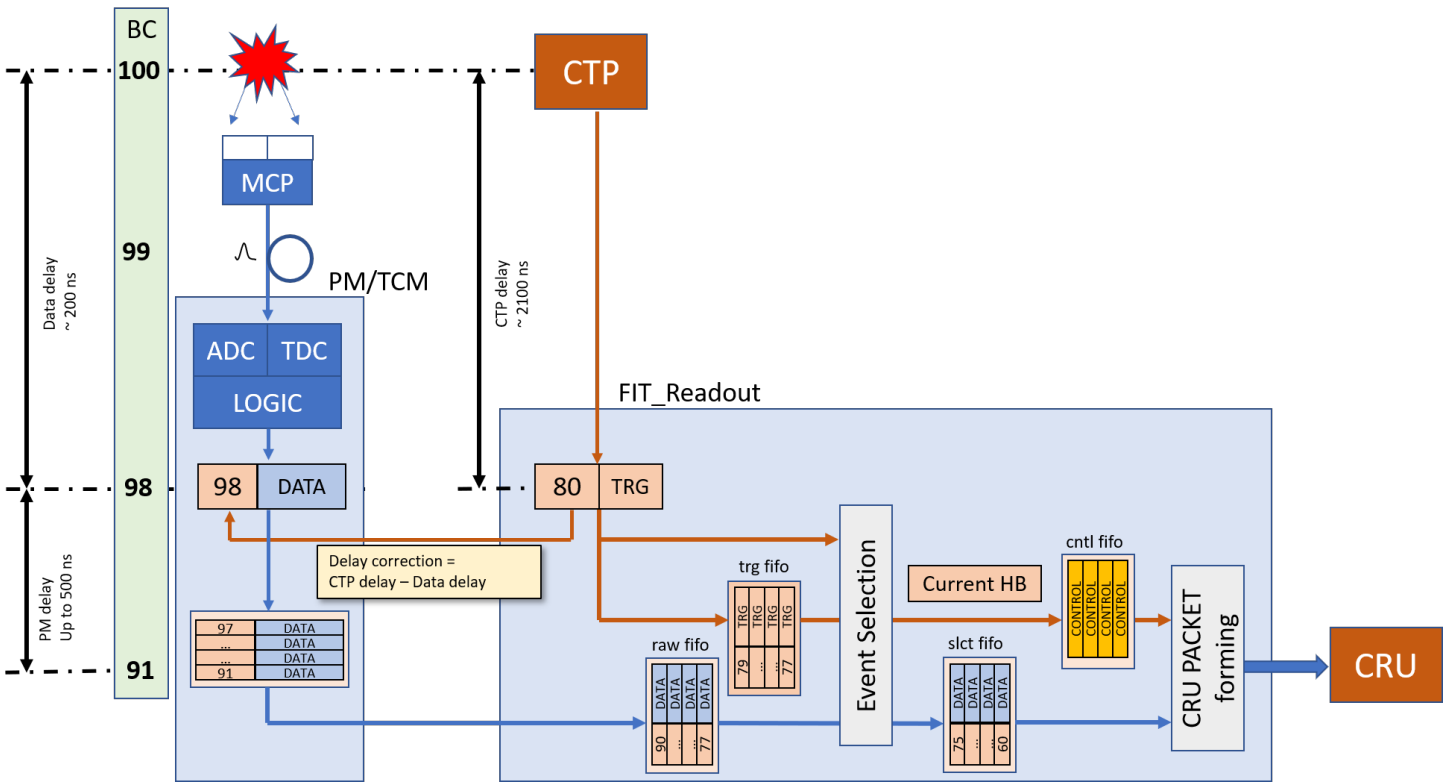 BC
100
99
98
91
Data delay
~ 200 ns
PM delay
Up to 500 ns
MCP
PM/TCM
ADC
TDC
LOGIC
98
DATA
97
DATA
...
DATA
...
DATA
91
DATA
CTP
CTP delay
~ 2100 ns
FIT_Readout
80
TRG
Delay correction =
CTP delay – Data delay
trg fifo
TRG
TRG
TRG
TRG
79
...
...
77
raw fifo
DATA
DATA
DATA
DATA
90
...
...
77
Event Selection
Current HB
cntl fifo
CONTROL
CONTROL
CONTROL
CONTROL
slct fifo
DATA
DATA
DATA
DATA
75
...
...
60
CRU PACKET
forming
CRU